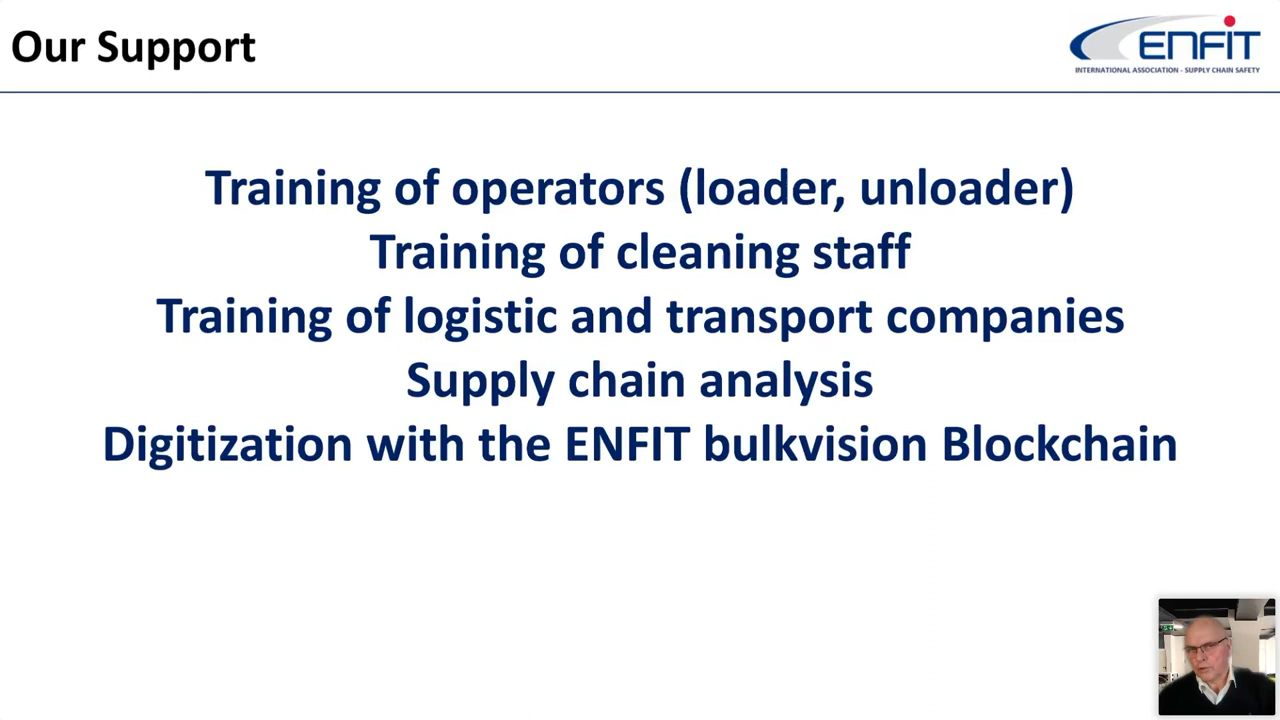 Our Support
ENFIT
INTERNATIONAL ASSOCIATION - SUPPLY CHAIN SAFETY
Training of operators (loader, unloader)
Training of cleaning staff
Training of logistic and transport companies
Supply chain analysis
Digitization with the ENFIT bulkvision Blockchain